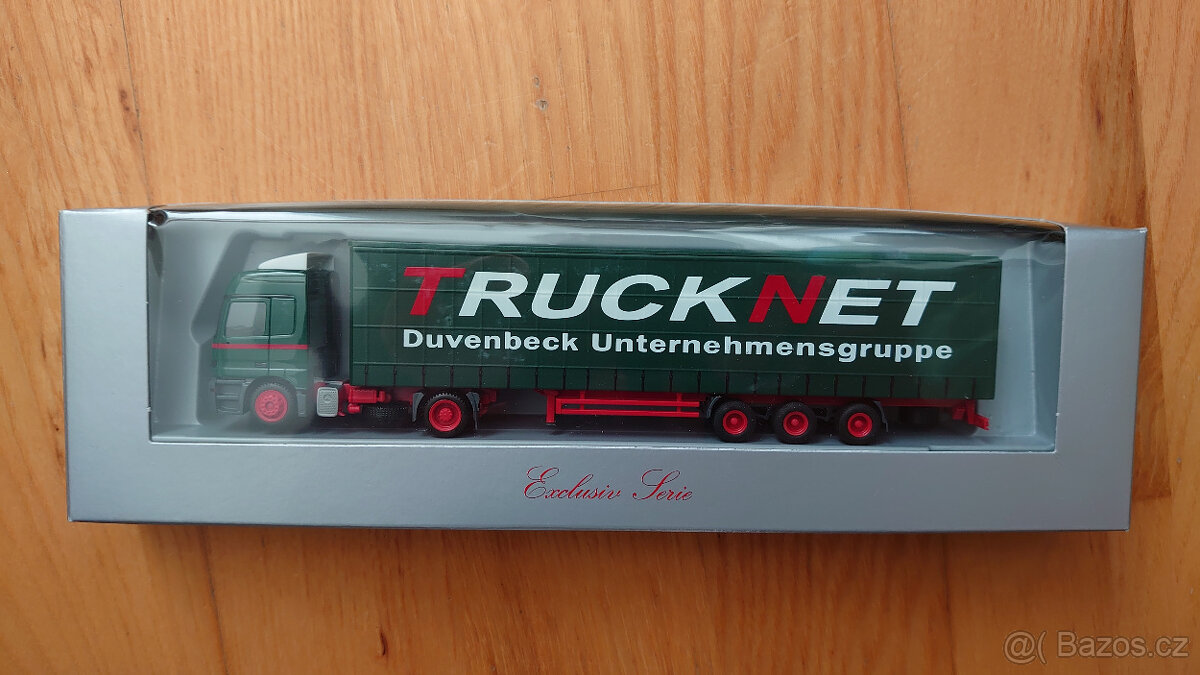 TRUCKNET
Duvenbeck Unternehmensgruppe
Exclusiv Serie
@( Bazos.cz